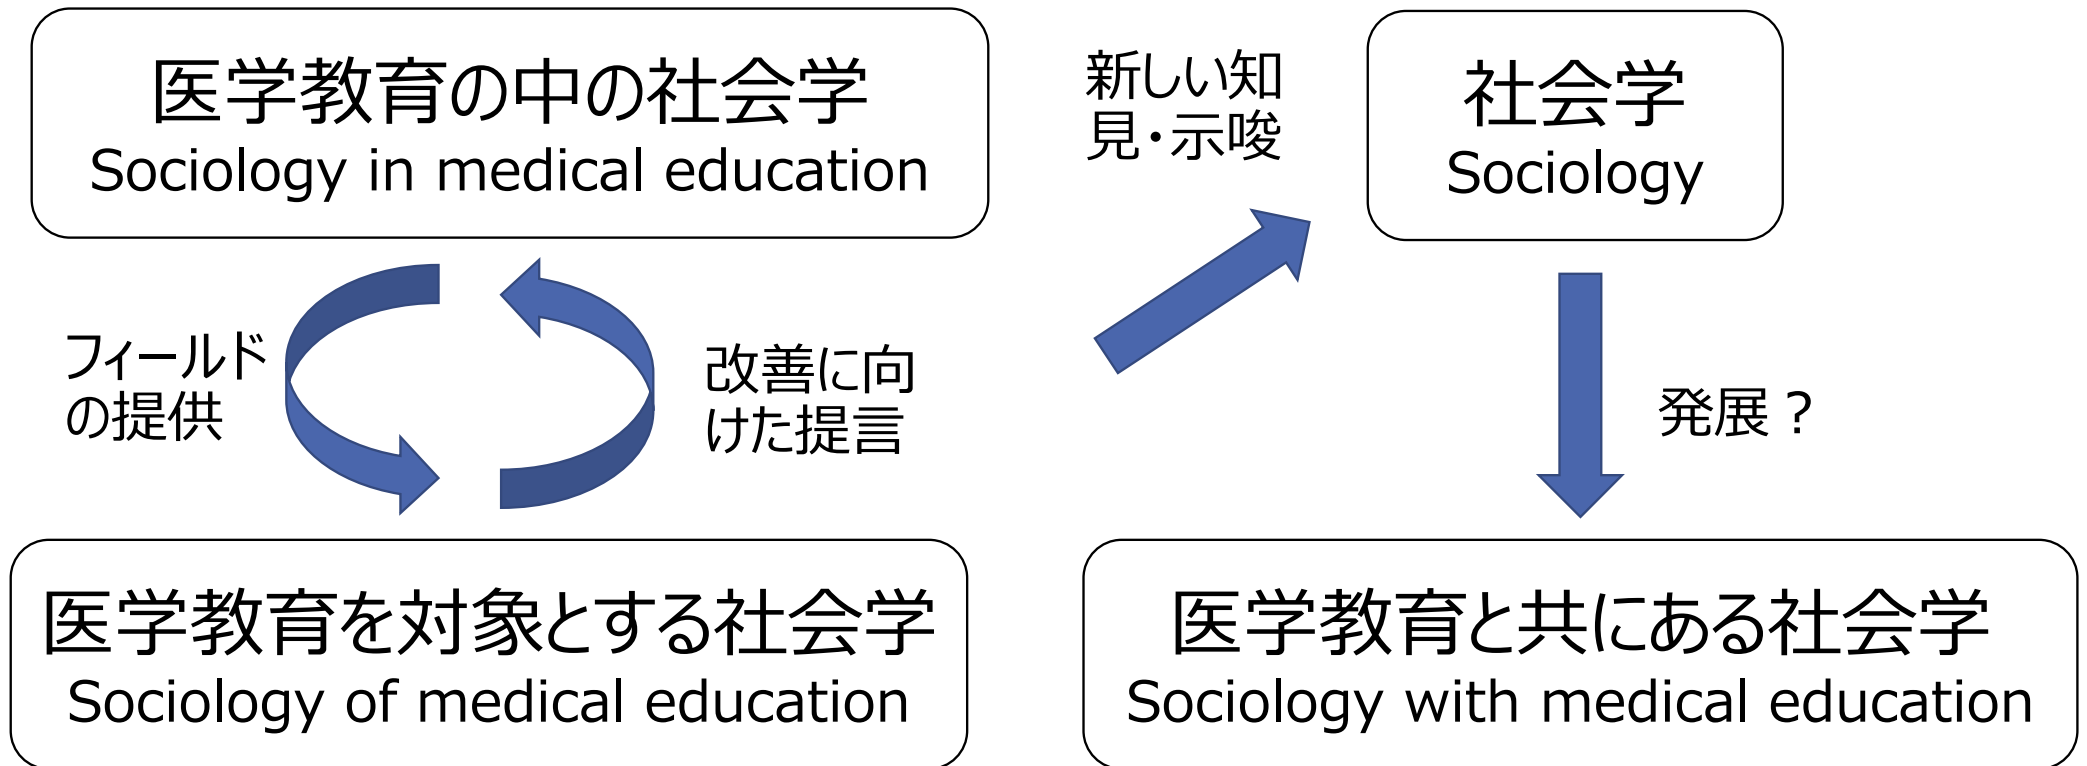 医学教育の中の社会学
Sociology in medical education
新しい知
見・示唆
社会学
Sociology
フィールド
の提供
改善に向
けた提言
発展？
医学教育を対象とする社会学
Sociology of medical education
医学教育と共にある社会学
Sociology with medical education